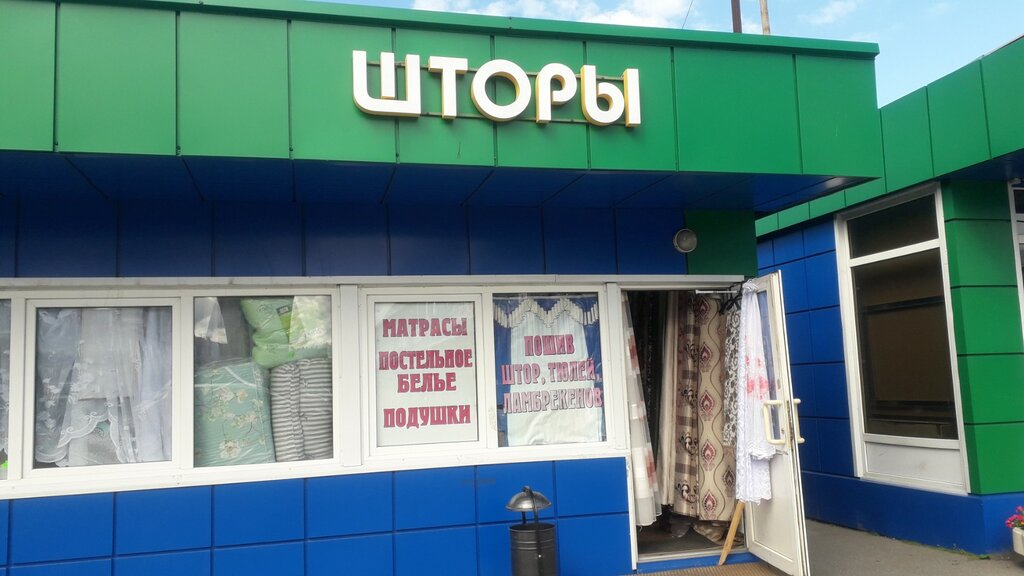 ШТОРЫ
МАТРАСЫ
ПОСТЕЛЬНОЕ
БЕЛЬЕ
ПОДУШКИ
ПОШИВ
ШТОР, ТЮЛЕЙ,
ЛАМБРЕКЕНОВ